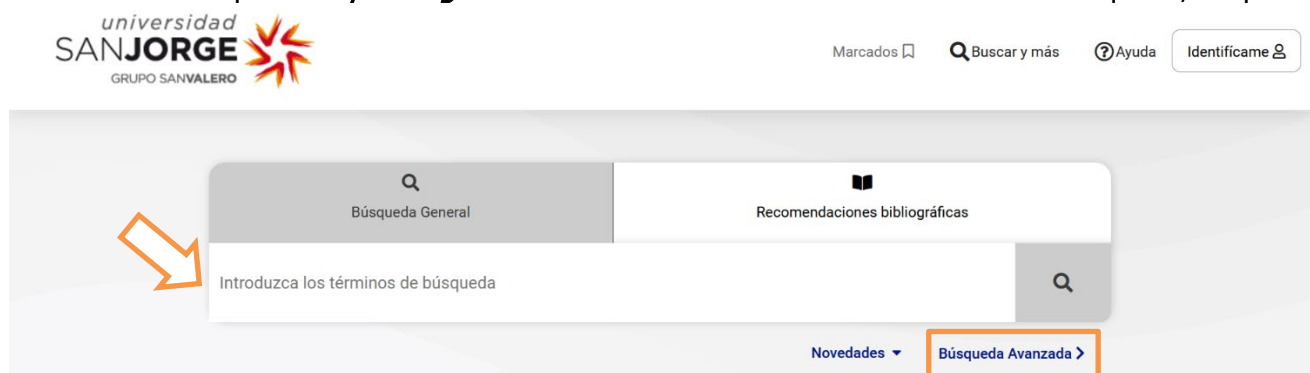 universidad
SANJORGE
GRUPO SANVALERO
Marcados
Buscar y más
Ayuda
Identifícame
Búsqueda General
Recomendaciones bibliográficas
Introduzca los términos de búsqueda
Novedades
Búsqueda Avanzada